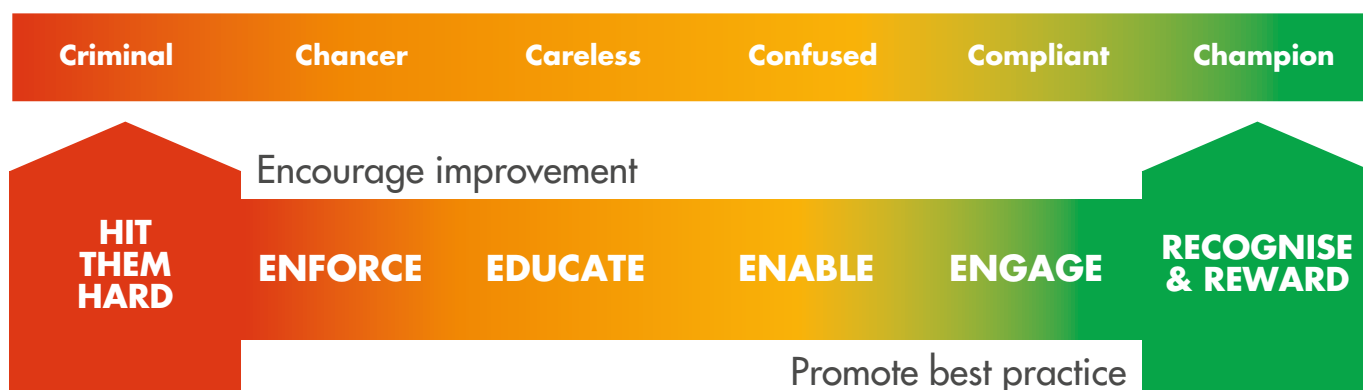 Criminal Chancer Careless Confused Compliant Champion
Encourage improvement
HIT
THEM
HARD
ENFORCE EDUCATE ENABLE ENGAGE
RECOGNISE
& REWARD
Promote best practice